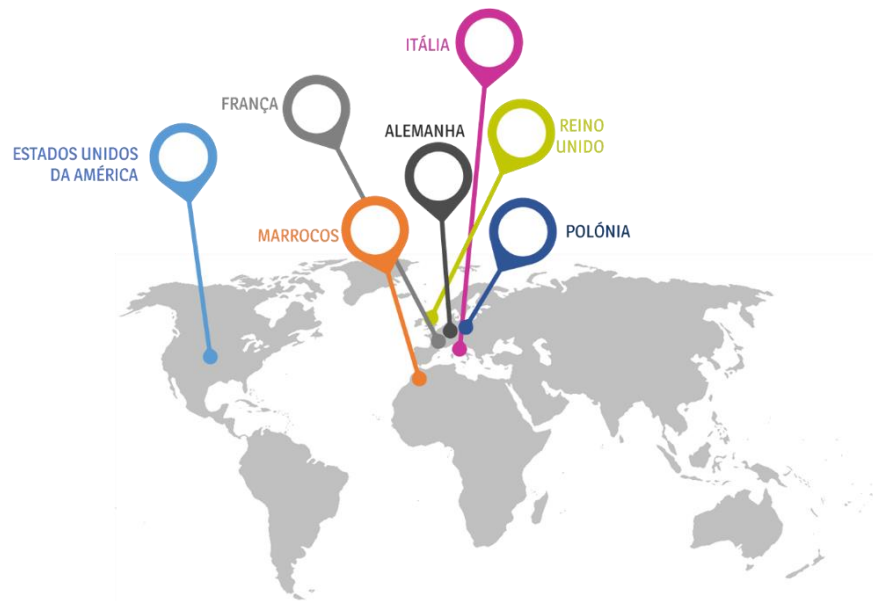 ITÁLIA
FRANÇA
ALEMANHA
REINO
UNIDO
ESTADOS UNIDOS
DA AMÉRICA
MARROCOS
POLÓNIA